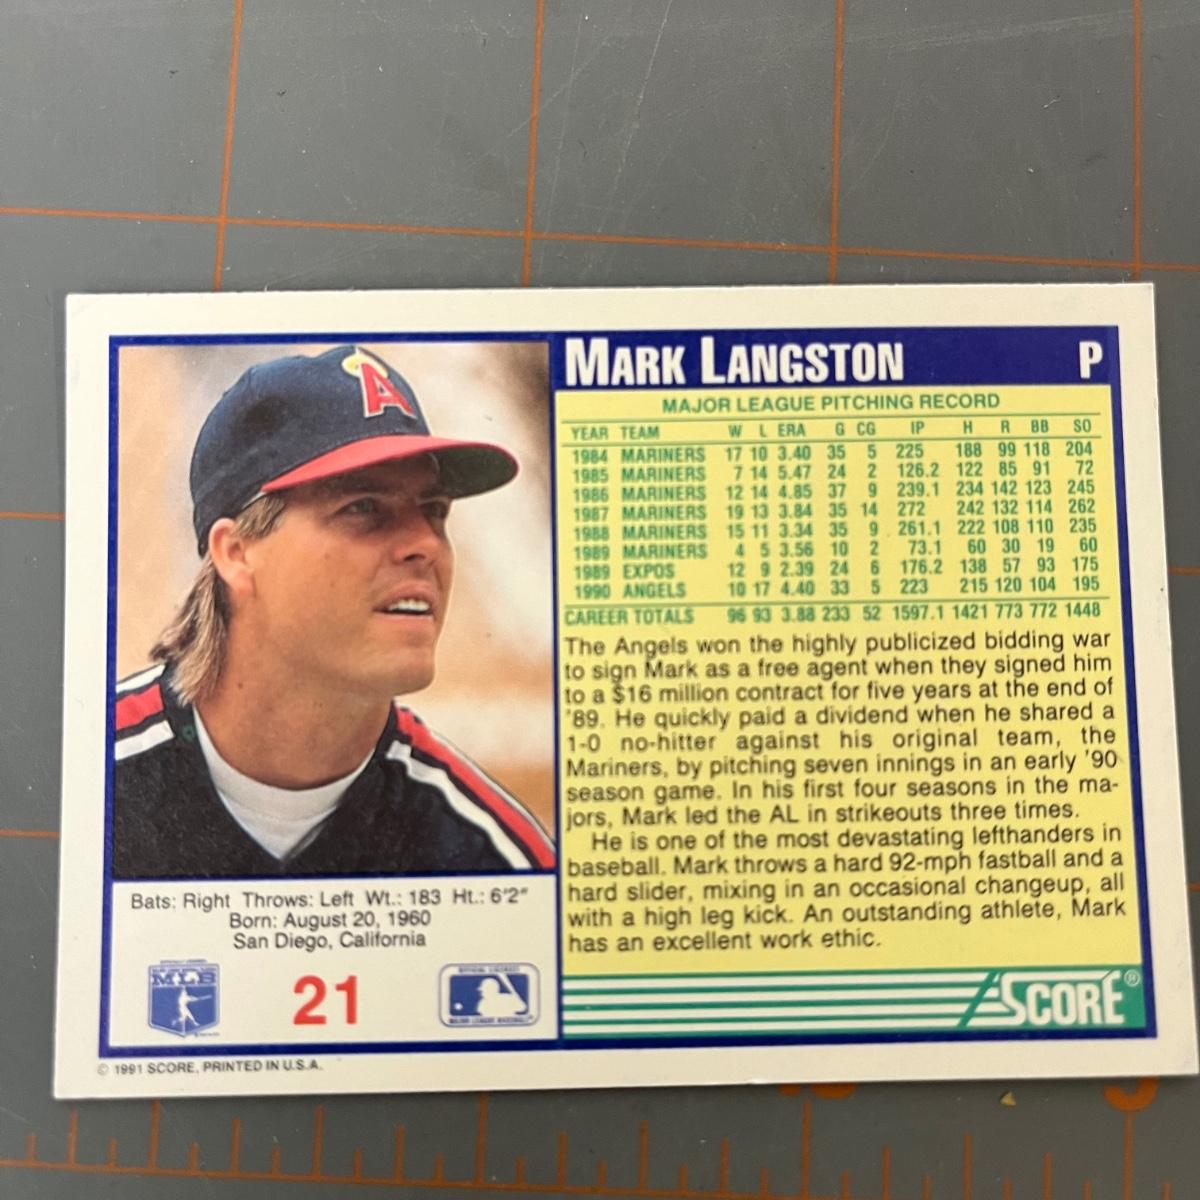 A
MARK LANGSTON P
MAJOR LEAGUE PITCHING RECORD
YEAR TEAM W L ERA G CG IP H R BB SO
1984 MARINERS 17 10 3.40 35 5 225 188 99 118 204
1985 MARINERS 7 14 5.47 24 2 126.2 122 85 91 72
1986 MARINERS 12 14 4.85 37 9 239.1 234 142 123 245
1987 MARINERS 19 13 3.84 35 14 272 242 132 114 262
1988 MARINERS 15 11 3.34 35 9 261.1 222 108 110 235
1989 MARINERS 4 5 3.56 10 2 73.1 60 30 19 60
1989 EXPOS 12 9 2.39 24 6 176.2 138 57 93 175
1990 ANGELS 10 17 4.40 33 5 223 215 120 104 195
CAREER TOTALS 96 93 3.88 233 52 1597.1 1421 773 772 1448
The Angels won the highly publicized bidding war
to sign Mark as a free agent when they signed him
to a $16 million contract for five years at the end of
'89. He quickly paid a dividend when he shared a
1-0 no-hitter against his original team, the
Mariners, by pitching seven innings in an early '90
season game. In his first four seasons in the ma-
jors, Mark led the AL in strikeouts three times.
He is one of the most devastating lefthanders in
baseball. Mark throws a hard 92-mph fastball and a
hard slider, mixing in an occasional changeup, all
with a high leg kick. An outstanding athlete, Mark
has an excellent work ethic.
Bats: Right Throws: Left Wt.: 183 Ht.: 6'2"
Born: August 20, 1960
San Diego, California
MLB
21
SCORE®
© 1991 SCORE, PRINTED IN U.S.A.